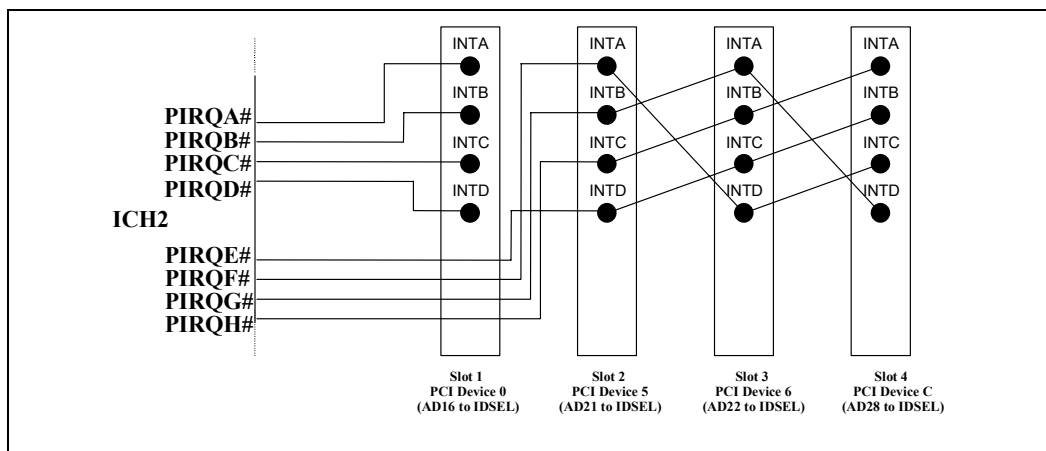 INTA INTA INTA INTA
INTB INTB INTB INTB
PIRQA#
PIRQB#
INTC INTC INTC INTC
PIRQC#
PIRQD#
INTD INTD INTD INTD
ICH2
PIRQE#
PIRQF#
PIRQG#
PIRQH#
Slot 1
PCI Device 0
(AD16 to IDSEL)
Slot 2
PCI Device 5
(AD21 to IDSEL)
Slot 3
PCI Device 6
(AD22 to IDSEL)
Slot 4
PCI Device C
(AD28 to IDSEL)